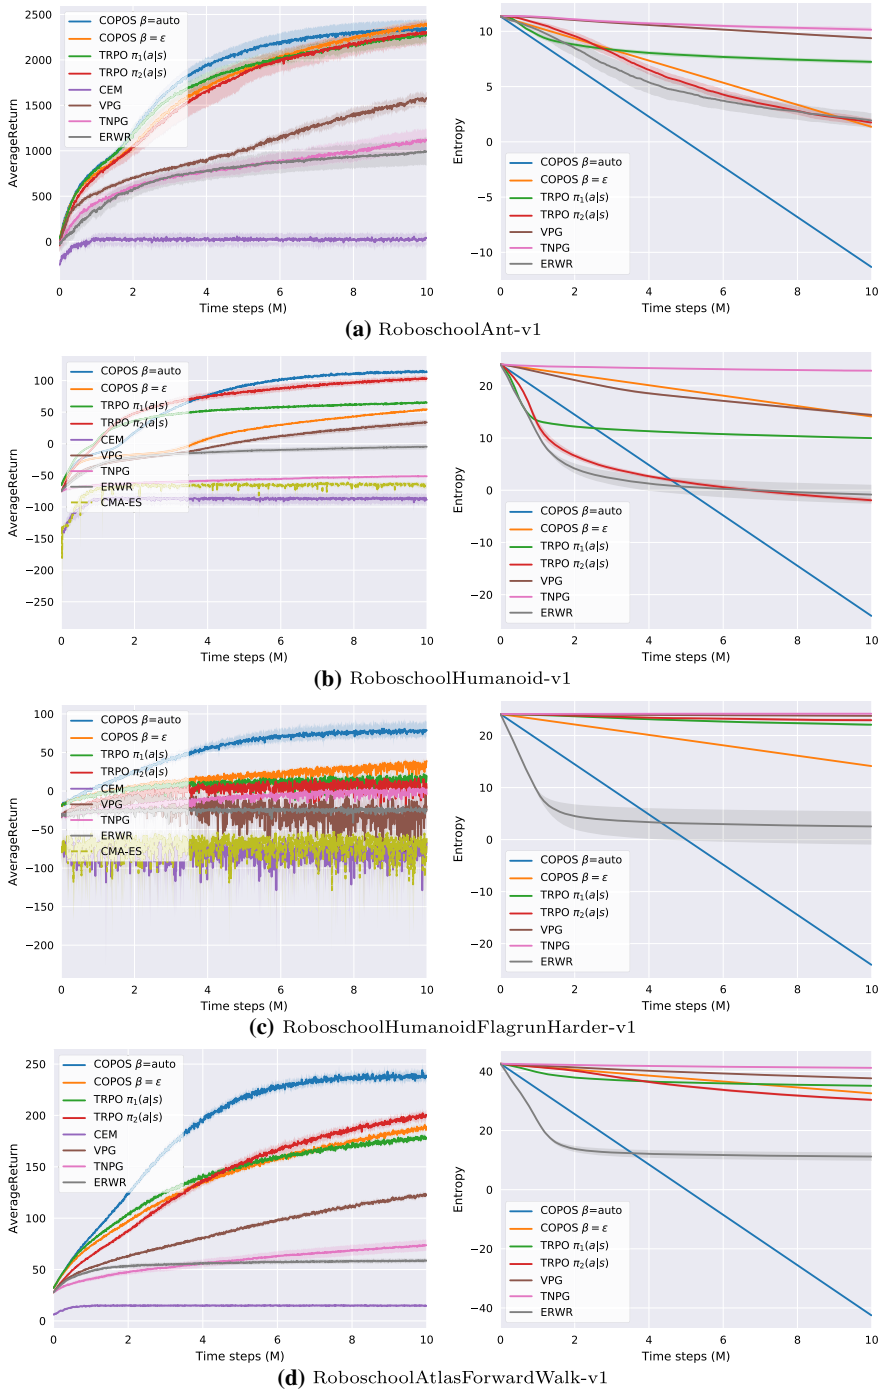 2500
2000
1500
1000
500
0
AverageReturn
COPOS β=auto
COPOS β = ε
TRPO π₁(a|s)
TRPO π₂(a|s)
CEM
VPG
TNPG
ERWR
0 2 4 6 8 10
Time steps (M)
10
5
0
−5
−10
Entropy
COPOS β=auto
COPOS β = ε
TRPO π₁(a|s)
TRPO π₂(a|s)
VPG
TNPG
ERWR
0 2 4 6 8 10
Time steps (M)
(a) RoboschoolAnt-v1
100
50
0
−50
−100
−150
−200
−250
AverageReturn
COPOS β=auto
COPOS β = ε
TRPO π₁(a|s)
TRPO π₂(a|s)
CEM
VPG
TNPG
ERWR
CMA-ES
0 2 4 6 8 10
Time steps (M)
20
10
0
−10
−20
Entropy
COPOS β=auto
COPOS β = ε
TRPO π₁(a|s)
TRPO π₂(a|s)
VPG
TNPG
ERWR
0 2 4 6 8 10
Time steps (M)
(b) RoboschoolHumanoid-v1
100
50
0
−50
−100
−150
−200
AverageReturn
COPOS β=auto
COPOS β = ε
TRPO π₁(a|s)
TRPO π₂(a|s)
CEM
VPG
TNPG
ERWR
CMA-ES
0 2 4 6 8 10
Time steps (M)
20
10
0
−10
−20
Entropy
COPOS β=auto
COPOS β = ε
TRPO π₁(a|s)
TRPO π₂(a|s)
VPG
TNPG
ERWR
0 2 4 6 8 10
Time steps (M)
(c) RoboschoolHumanoidFlagrunHarder-v1
250
200
150
100
50
0
AverageReturn
COPOS β=auto
COPOS β = ε
TRPO π₁(a|s)
TRPO π₂(a|s)
CEM
VPG
TNPG
ERWR
0 2 4 6 8 10
Time steps (M)
40
20
0
−20
−40
Entropy
COPOS β=auto
COPOS β = ε
TRPO π₁(a|s)
TRPO π₂(a|s)
VPG
TNPG
ERWR
0 2 4 6 8 10
Time steps (M)
(d) RoboschoolAtlasForwardWalk-v1